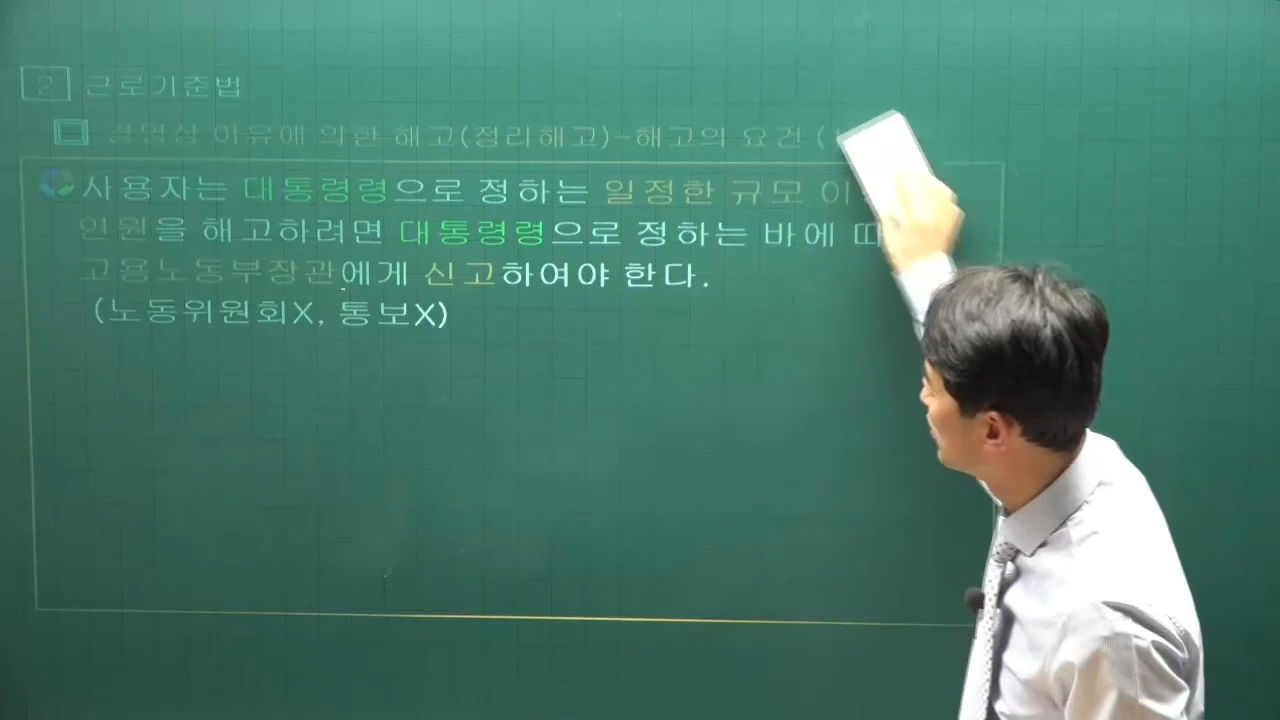 2 근로기준법
경영상 이유에 의한 해고(정리해고)-해고의 요건 (
사용자는 대통령령으로 정하는 일정한 규모 이
인원을 해고하려면 대통령령으로 정하는 바에 따
고용노동부장관에게 신고하여야 한다.
(노동위원회X, 통보X)